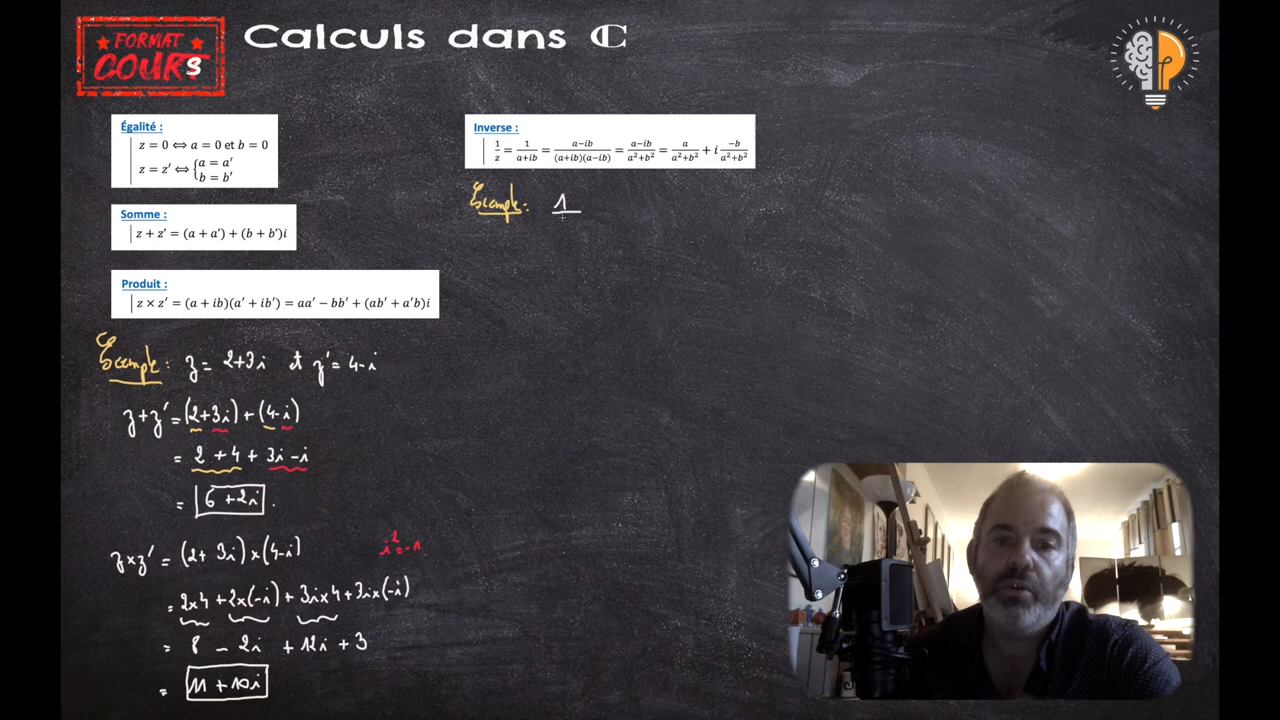 FORMAT
COURS
Calculs dans ℂ
Égalité :
z = 0 ⟺ a = 0 et b = 0
z = z′ ⟺ {a = a′
b = b′
Somme :
z + z′ = (a + a′) + (b + b′)i
Produit :
z × z′ = (a + ib)(a′ + ib′) = aa′ − bb′ + (ab′ + a′b)i
Example : z = 2+3i et z′ = 4-i
z+z′ = (2+3i)+(4-i)
= 2+4 + 3i-i
= 6+2i .
z×z′ = (2+3i)×(4-i)
i² = -1
= 2×4 +2×(-i) + 3i×4 + 3i×(-i)
= 8 - 2i + 12i + 3
= 11 + 10i
Inverse :
1/z = 1/(a+ib) = (a−ib)/((a+ib)(a−ib)) = (a−ib)/(a²+b²) = a/(a²+b²) + i −b/(a²+b²)
Example : 1